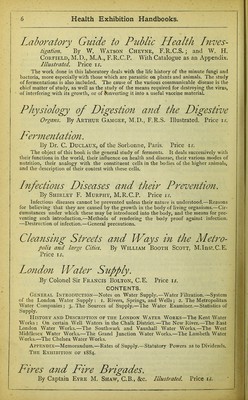 6 Health Exhibition Handbooks.
Laboratory Guide to Public Health Inves-
tigation. By W. Watson Cheyne, F.R.C.S.; and W. H.
Corfield, M.D., M.A., F.R.C.P. With Catalogue as an Appendix.
Illustrated. Price 1s.
The work done in this laboratory deals with the life history of the minute fungi and
bacteria, more especially with those which are parasitic on plants and animals. The study
of fermentations is also included. The cause of the various communicable disease is the
chief matter of study, as well as the study of the means required for destroying the virus,
of interfering with its growth, or of converting it into a useful vaccine material.
Physiology of Digestion and the Digestive
Organs. By Arthur Gamgee, M.D., F.R.S. Illustrated. Price 1s.
Fermentation.
By Dr. C. Duclaux, of the Sorbonne, Paris. Price 1s.
The object of this book is the general study of ferments. It deals successively with
their functions in the world, their influence on health and disease, their various modes of
nutrition, their analogy with the constituent cells in the bodies of the higher animals,
and the description of their contest with these cells.
Infectious Diseases and their Prevention.
By Shirley F. Murphy, M.R.C.P. Price 1s.
Infectious diseases cannot be prevented unless their nature is understood.—Reasons
for believing that they are caused by the growth in the body of living organisms.—Cir-
cumstances under which these may be introduced into the body, and the means for pre-
venting such introduction.—Methods of rendering the body proof against infection.
—Destruction of infection.—General precautions.
Cleansing Streets and Ways in the Metro-
polis and large Cities. By William Booth Scott, M.Inst.C.E.
Price 1s.
London Water Supply.
By Colonel Sir Francis Bolton, C.E. Price 1s.
CONTENTS.
General Introduction—Notes on Water Supply.—Water Filtration.—System
of the London Water Supply: 1. Rivers, Springs, and Wells; 2. The Metropolitan
Water Companies; 3. The Sources of Supply—The Water Examiner.—Statistics of
Supply.
History and Description of the London Water Works—The Kent Water
Works: On certain Well Waters in the Chalk District.—The New River.—The East
London Water Works.—The Southwark and Vauxhall Water Works.—The West
Middlesex Water Works.—The Grand Junction Water Works.—The Lambeth Water
Works.—The Chelsea Water Works.
Appendix—Memorandum.—Rates of Supply.—Statutory Powers as to Dividends.
The Exhibition of 1884.
Fires and Fire Brigades.
By Captain Eyre M. Shaw, C.B., &c. Illustrated. Price 1s.